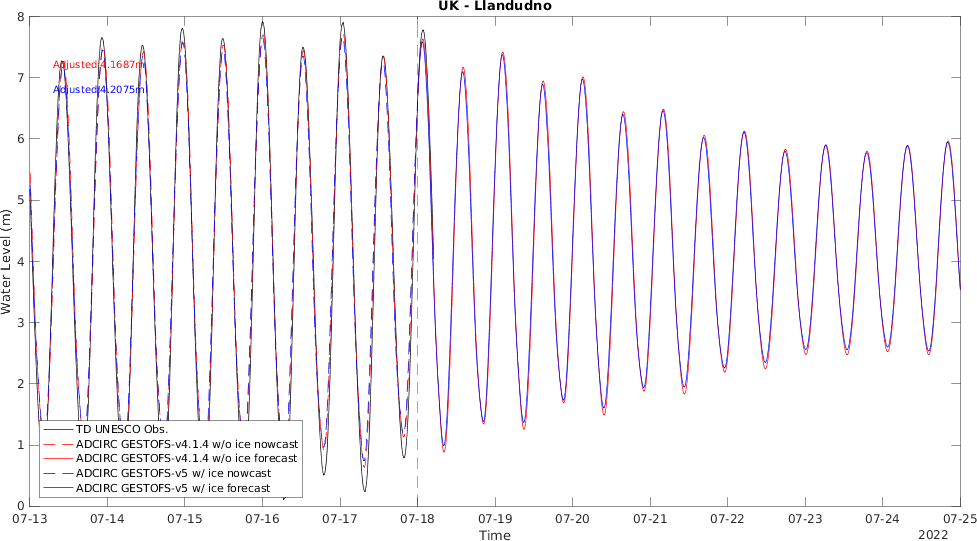 UK - Llandudno
8
7
6
5
4
3
2
1
0
Water Level (m)
Adjusted 4.1687m
Adjusted 4.2075m
TD UNESCO Obs.
ADCIRC GESTOFS-v4.1.4 w/o ice nowcast
ADCIRC GESTOFS-v4.1.4 w/o ice forecast
ADCIRC GESTOFS-v5 w/ ice nowcast
ADCIRC GESTOFS-v5 w/ ice forecast
07-13 07-14 07-15 07-16 07-17 07-18 07-19 07-20 07-21 07-22 07-23 07-24 07-25
Time
2022